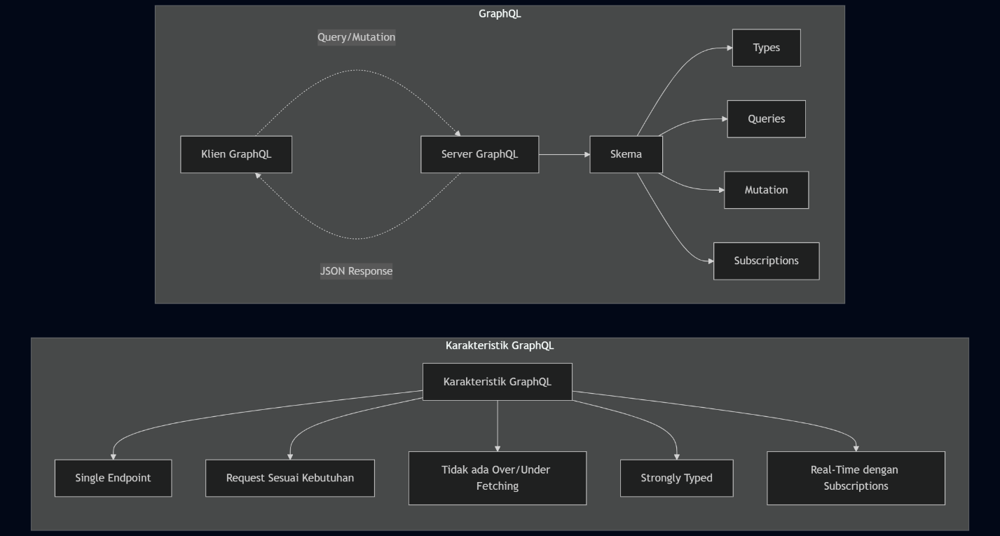 GraphQL
Query/Mutation
Types
Queries
Klien GraphQL
Server GraphQL
Skema
Mutation
Subscriptions
JSON Response
Karakteristik GraphQL
Karakteristik GraphQL
Single Endpoint
Request Sesuai Kebutuhan
Tidak ada Over/Under
Fetching
Strongly Typed
Real-Time dengan
Subscriptions